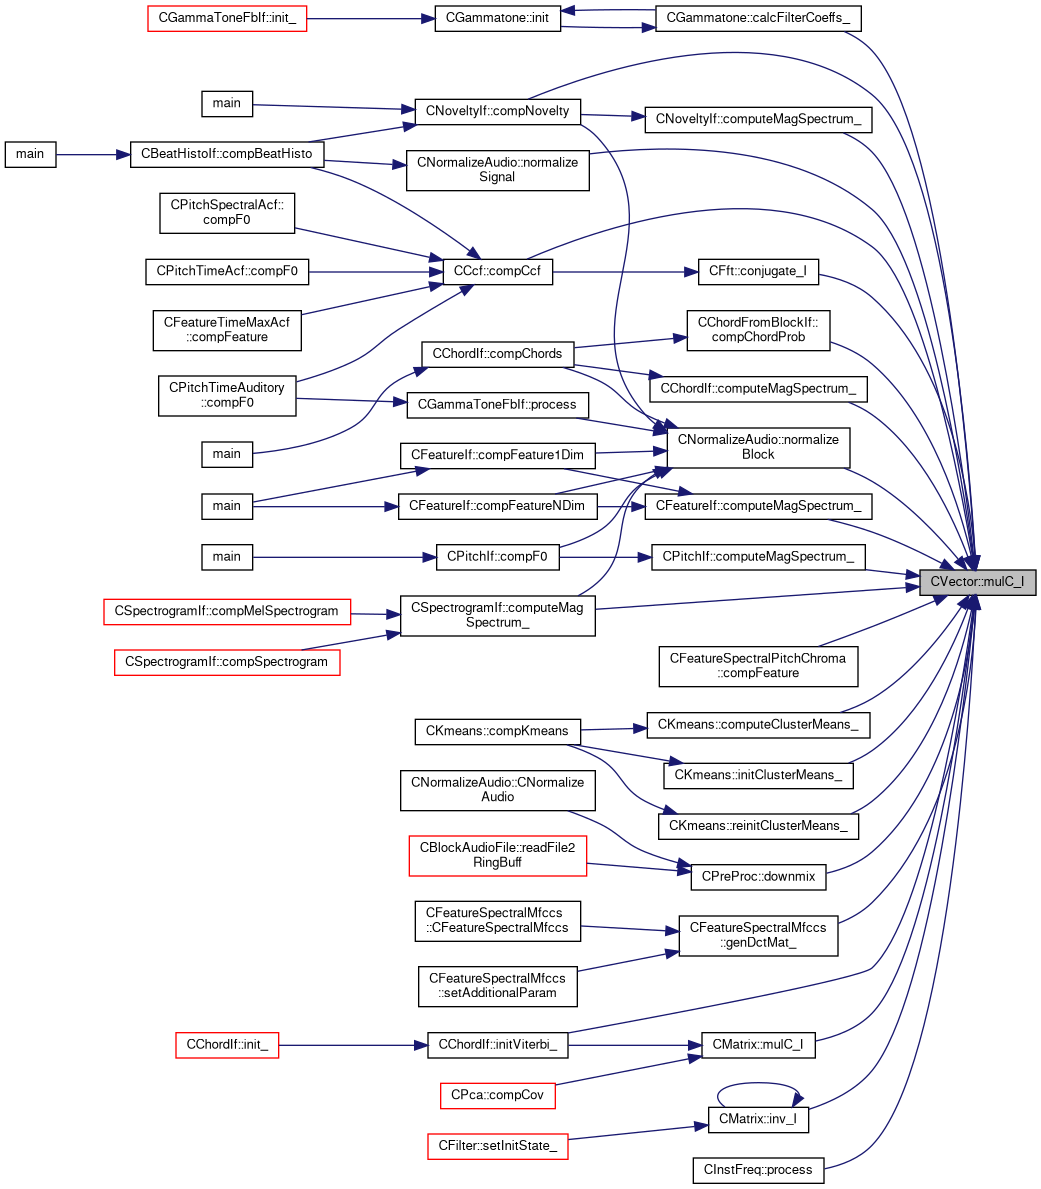 CGammaToneFbIf::init_
CGammatone::init
CGammatone::calcFilterCoeffs_
main
CNoveltyIf::compNovelty
CNoveltyIf::computeMagSpectrum_
main
CBeatHistoIf::compBeatHisto
CNormalizeAudio::normalize
Signal
CPitchSpectralAcf::
compF0
CPitchTimeAcf::compF0
CCcf::compCcf
CFft::conjugate_I
CFeatureTimeMaxAcf
::compFeature
CChordFromBlockIf::
compChordProb
CChordIf::compChords
CChordIf::computeMagSpectrum_
CPitchTimeAuditory
::compF0
CGammaToneFbIf::process
main
CFeatureIf::compFeature1Dim
CNormalizeAudio::normalize
Block
main
CFeatureIf::compFeatureNDim
CFeatureIf::computeMagSpectrum_
main
CPitchIf::compF0
CPitchIf::computeMagSpectrum_
CVector::mulC_I
CSpectrogramIf::compMelSpectrogram
CSpectrogramIf::computeMag
Spectrum_
CSpectrogramIf::compSpectrogram
CFeatureSpectralPitchChroma
::compFeature
CKmeans::compKmeans
CKmeans::computeClusterMeans_
CKmeans::initClusterMeans_
CNormalizeAudio::CNormalize
Audio
CKmeans::reinitClusterMeans_
CBlockAudioFile::readFile2
RingBuff
CPreProc::downmix
CFeatureSpectralMfccs
::CFeatureSpectralMfccs
CFeatureSpectralMfccs
::genDctMat_
CFeatureSpectralMfccs
::setAdditionalParam
CChordIf::init_
CChordIf::initViterbi_
CMatrix::mulC_I
CPca::compCov
CMatrix::inv_I
CFilter::setInitState_
CInstFreq::process